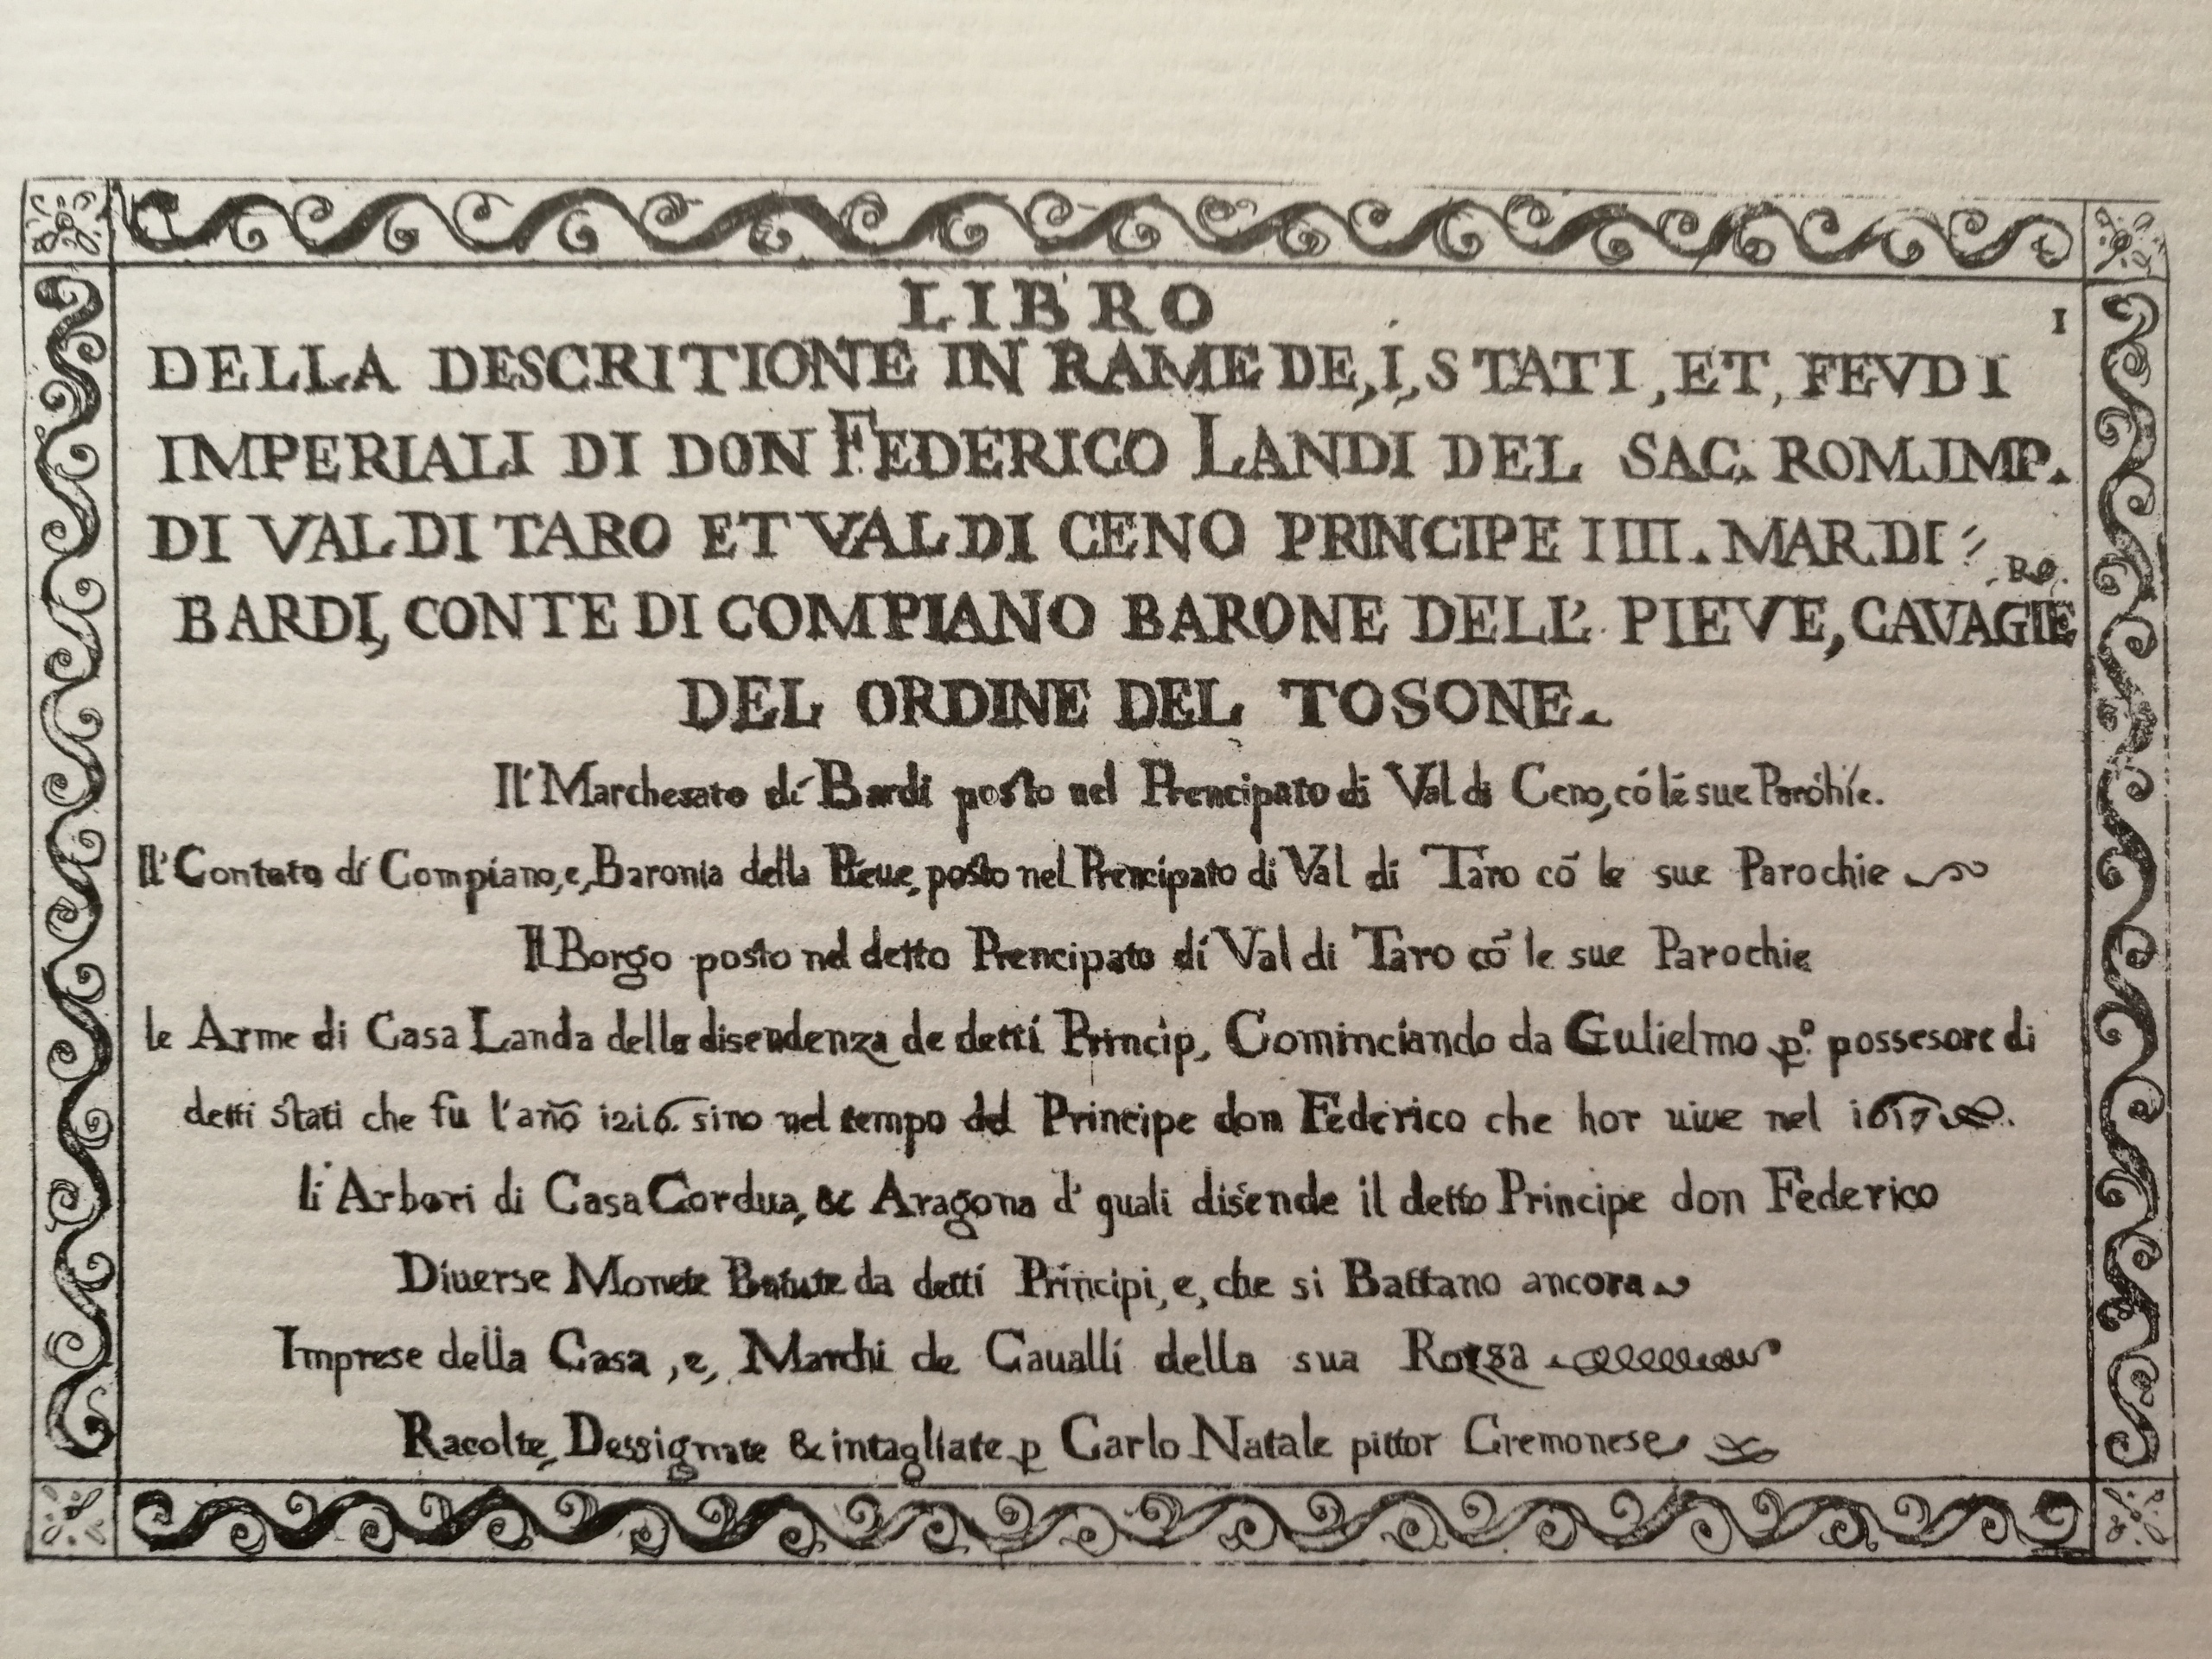 LIBRO
1
DELLA DESCRITIONE IN RAME DE,I,STATI,ET,FEVDI
IMPERIALI DI DON FEDERICO LANDI DEL SAC. ROM.IMP.
DI VAL DI TARO ET VAL DI CENO PRINCIPE IIII. MAR.DI
RO.
BARDI, CONTE DI COMPIANO BARONE DELL' PIEVE, CAVAGIE
DEL ORDINE DEL TOSONE.
Il' Marchesato di Bardi posto nel Prencipato di Val di Ceno, có lé sue Paróhie.
Il' Contato di Compiano,e,Baronia della Pieue, posto nel Prencipato di Val di Taro cō le sue Parochie
Il Borgo posto nel detto Prencipato di Val di Taro cō le sue Parochie
le Arme di Casa Landa della disendenza de detti Princip, Cominciando da Gulielmo p.º possesore di
detti Stati che fu l'añō 1216. sino nel tempo del Principe don Federico che hor uiue nel 1617
li Arbori di Casa Cordua, & Aragona d' quali disende il detto Principe don Federico
Diuerse Monete Batute da detti Principi, e, che si Battano ancora
Imprese della Casa ,e, Marchi de Caualli della sua Rozza
Racolte, Dessignate & intagliate p Carlo Natale pittor Cremonese